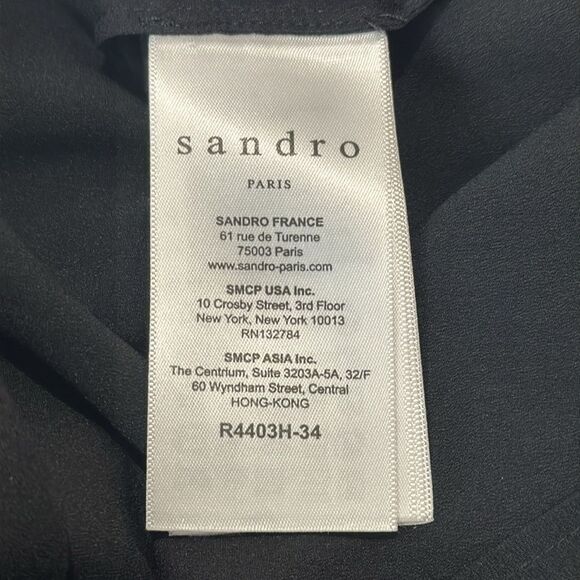 sandro
PARIS
SANDRO FRANCE
61 rue de Turenne
75003 Paris
www.sandro-paris.com
SMCP USA Inc.
10 Crosby Street, 3rd Floor
New York, New York 10013
RN132784
SMCP ASIA Inc.
The Centrium, Suite 3203A-5A, 32/F
60 Wyndham Street, Central
HONG-KONG
R4403H-34